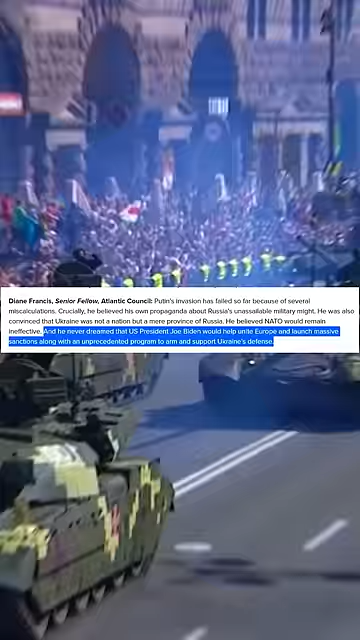 Diane Francis, Senior Fellow, Atlantic Council: Putin's invasion has failed so far because of several
miscalculations. Crucially, he believed his own propaganda about Russia's unassailable military might. He was also
convinced that Ukraine was not a nation but a mere province of Russia. He believed NATO would remain
ineffective. And he never dreamed that US President Joe Biden would help unite Europe and launch massive
sanctions along with an unprecedented program to arm and support Ukraine's defense.